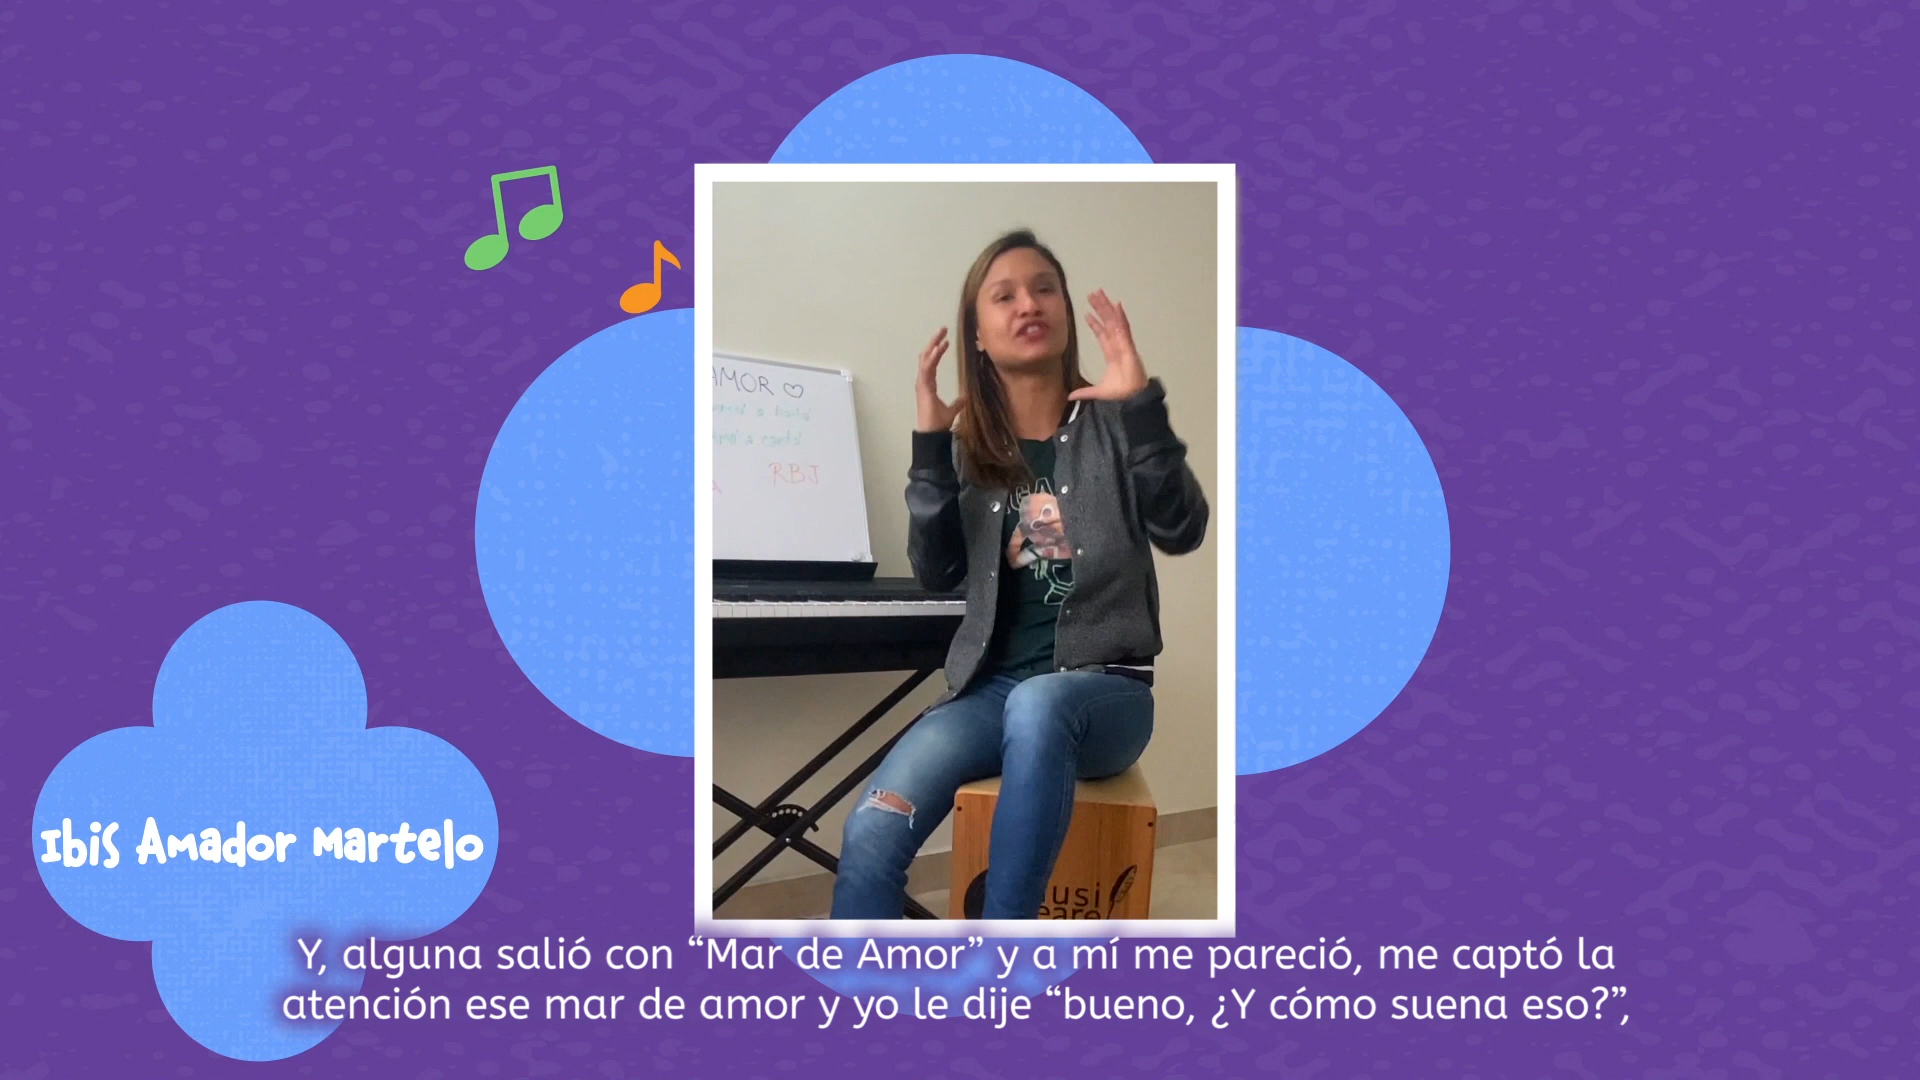 AMOR ♡
RBJ
Ibis Amador Martelo
Y, alguna salió con “Mar de Amor” y a mí me pareció, me captó la
atención ese mar de amor y yo le dije “bueno, ¿Y cómo suena eso?”,